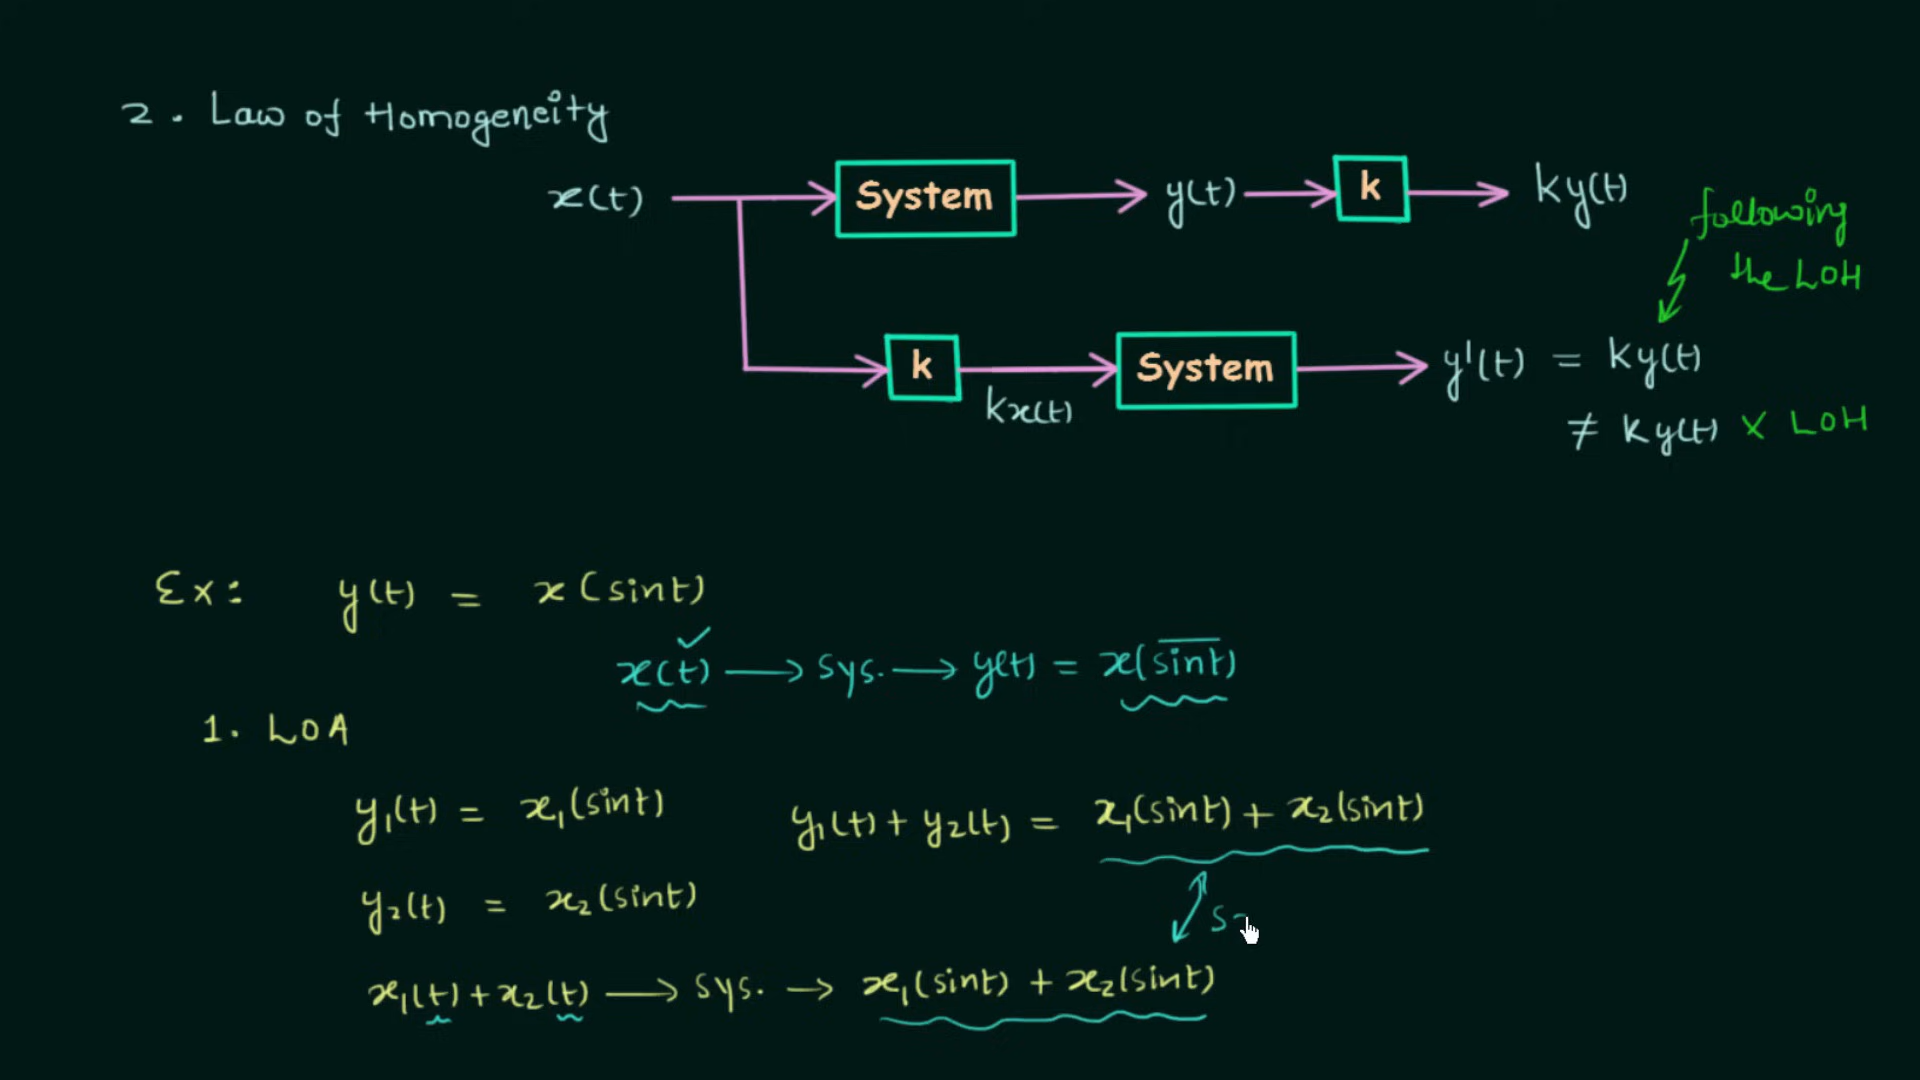 2. Law of Homogeneity
x(t) System y(t) k ky(t)
following
the LOH
k kx(t) System y'(t) = ky(t)
≠ ky(t) X LOH
Ex: y(t) = x(sint)
x(t) → sys. → y(t) = x(sint)
1. LOA
y₁(t) = x₁(sint) y₁(t) + y₂(t) = x₁(sint) + x₂(sint)
y₂(t) = x₂(sint)
x₁(t) + x₂(t) → sys. → x₁(sint) + x₂(sint)